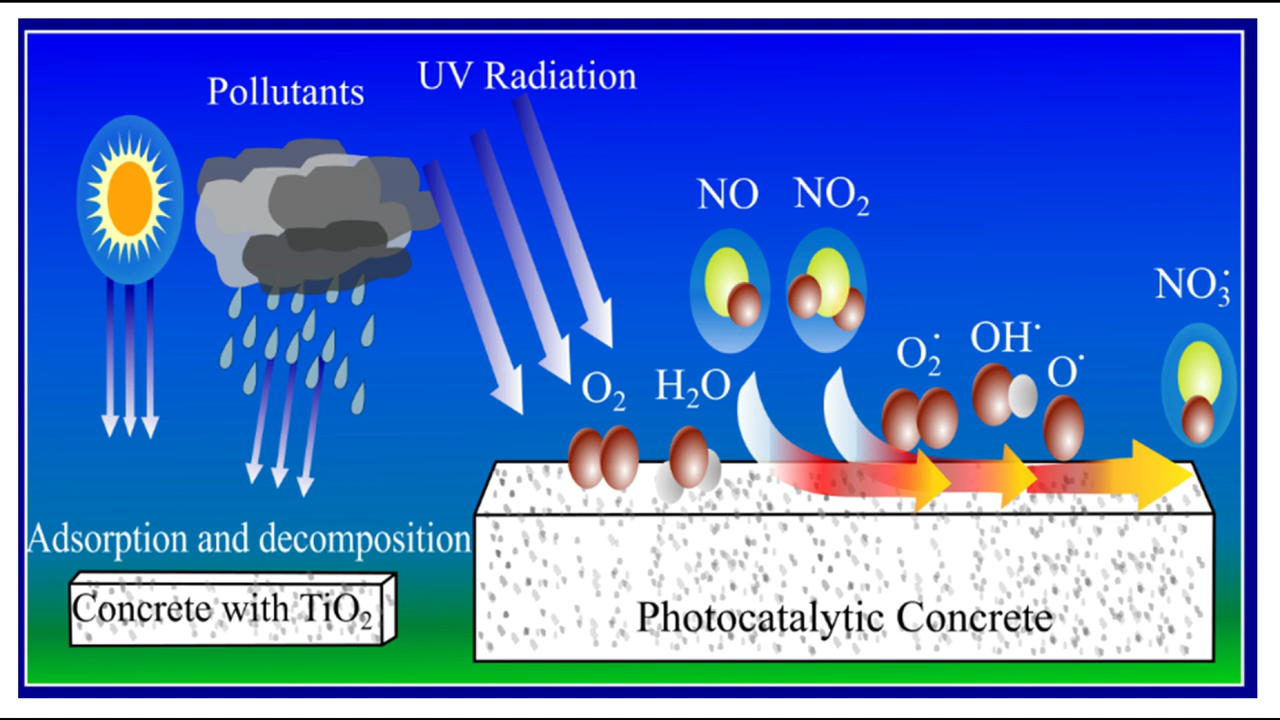 Pollutants
UV Radiation
NO
NO₂
NO₃˙
O₂˙
OH˙
O˙
O₂
H₂O
Adsorption and decomposition
Concrete with TiO₂
Photocatalytic Concrete